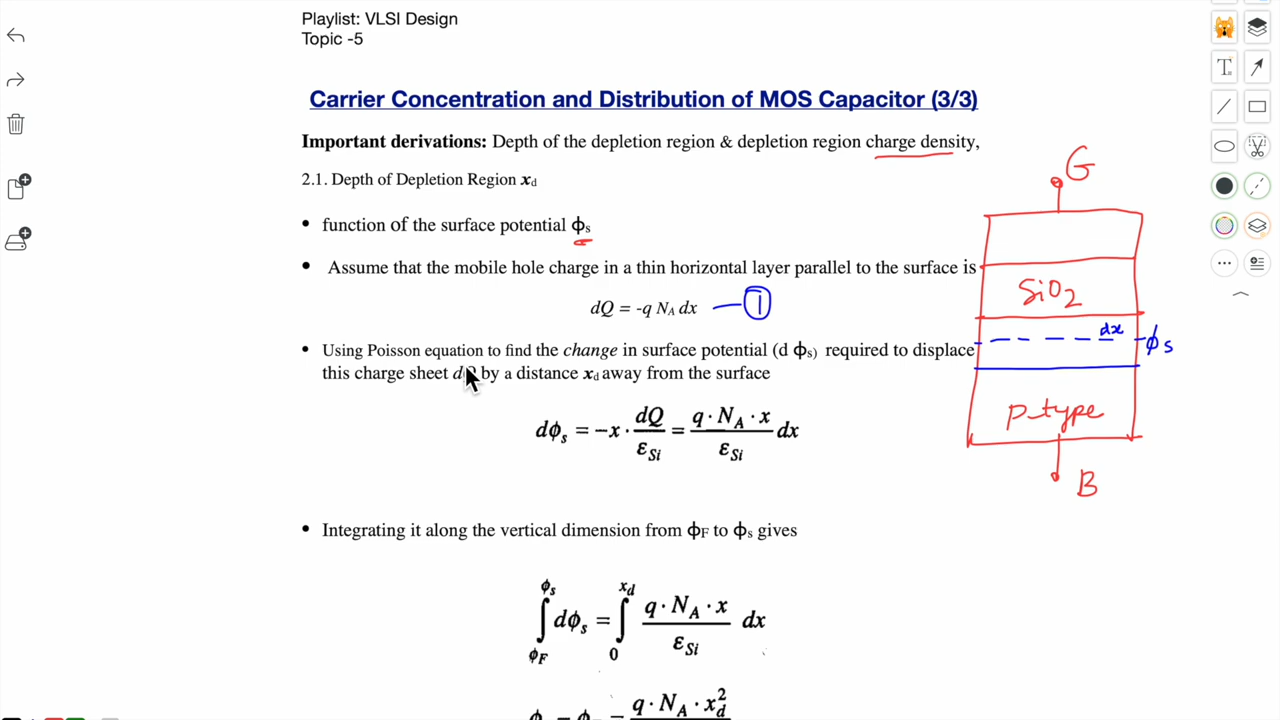 Playlist: VLSI Design
Topic -5
Carrier Concentration and Distribution of MOS Capacitor (3/3)
Important derivations: Depth of the depletion region & depletion region charge density,
2.1. Depth of Depletion Region xd
• function of the surface potential ϕs
• Assume that the mobile hole charge in a thin horizontal layer parallel to the surface is
dQ = -q NA dx — 1
• Using Poisson equation to find the change in surface potential (d ϕs) required to displace
this charge sheet by a distance xd away from the surface
dϕs = −x · dQ / εSi = q · NA · x / εSi dx
• Integrating it along the vertical dimension from ϕF to ϕs gives
∫ϕF^ϕs dϕs = ∫0^xd q · NA · x / εSi dx
q · NA · xd²
G
SiO2
dx
ϕs
P-type
B
T